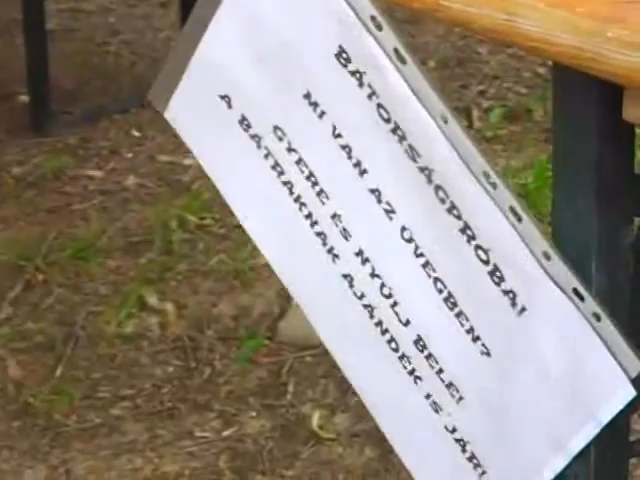 BÁTORSÁGPRÓBA!
MI VAN AZ ÜVEGBEN?
GYERE ÉS NYÚLJ BELE!
A BÁTRAKNAK AJÁNDÉK IS JÁR!